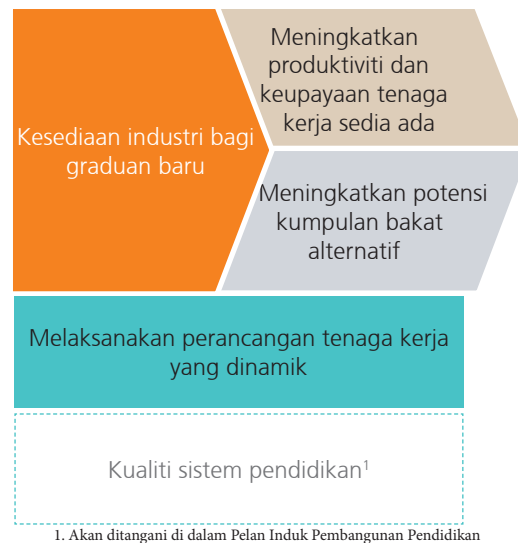 Kesediaan industri bagi
graduan baru
Meningkatkan
produktiviti dan
keupayaan tenaga
kerja sedia ada
Meningkatkan potensi
kumpulan bakat
alternatif
Melaksanakan perancangan tenaga kerja
yang dinamik
Kualiti sistem pendidikan¹
1. Akan ditangani di dalam Pelan Induk Pembangunan Pendidikan